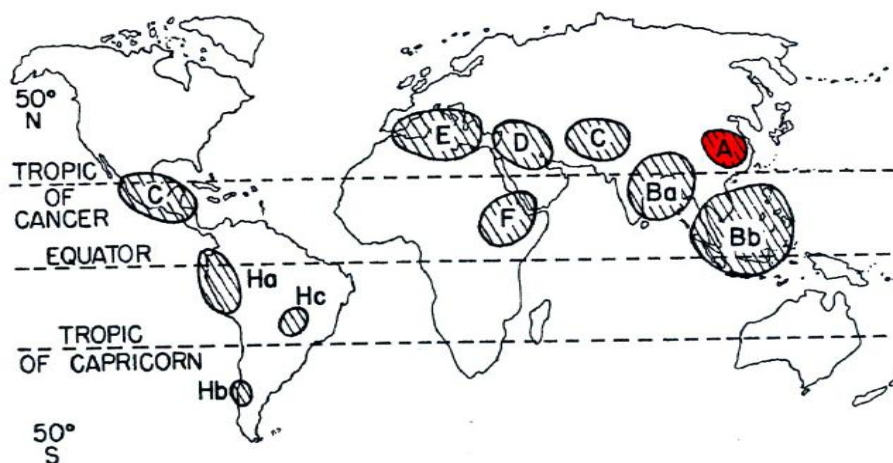 50°
N
E
D
C
A
TROPIC
OF
CANCER
C
Ba
F
Bb
EQUATOR
Ha
Hc
TROPIC
OF CAPRICORN
Hb
50°
S